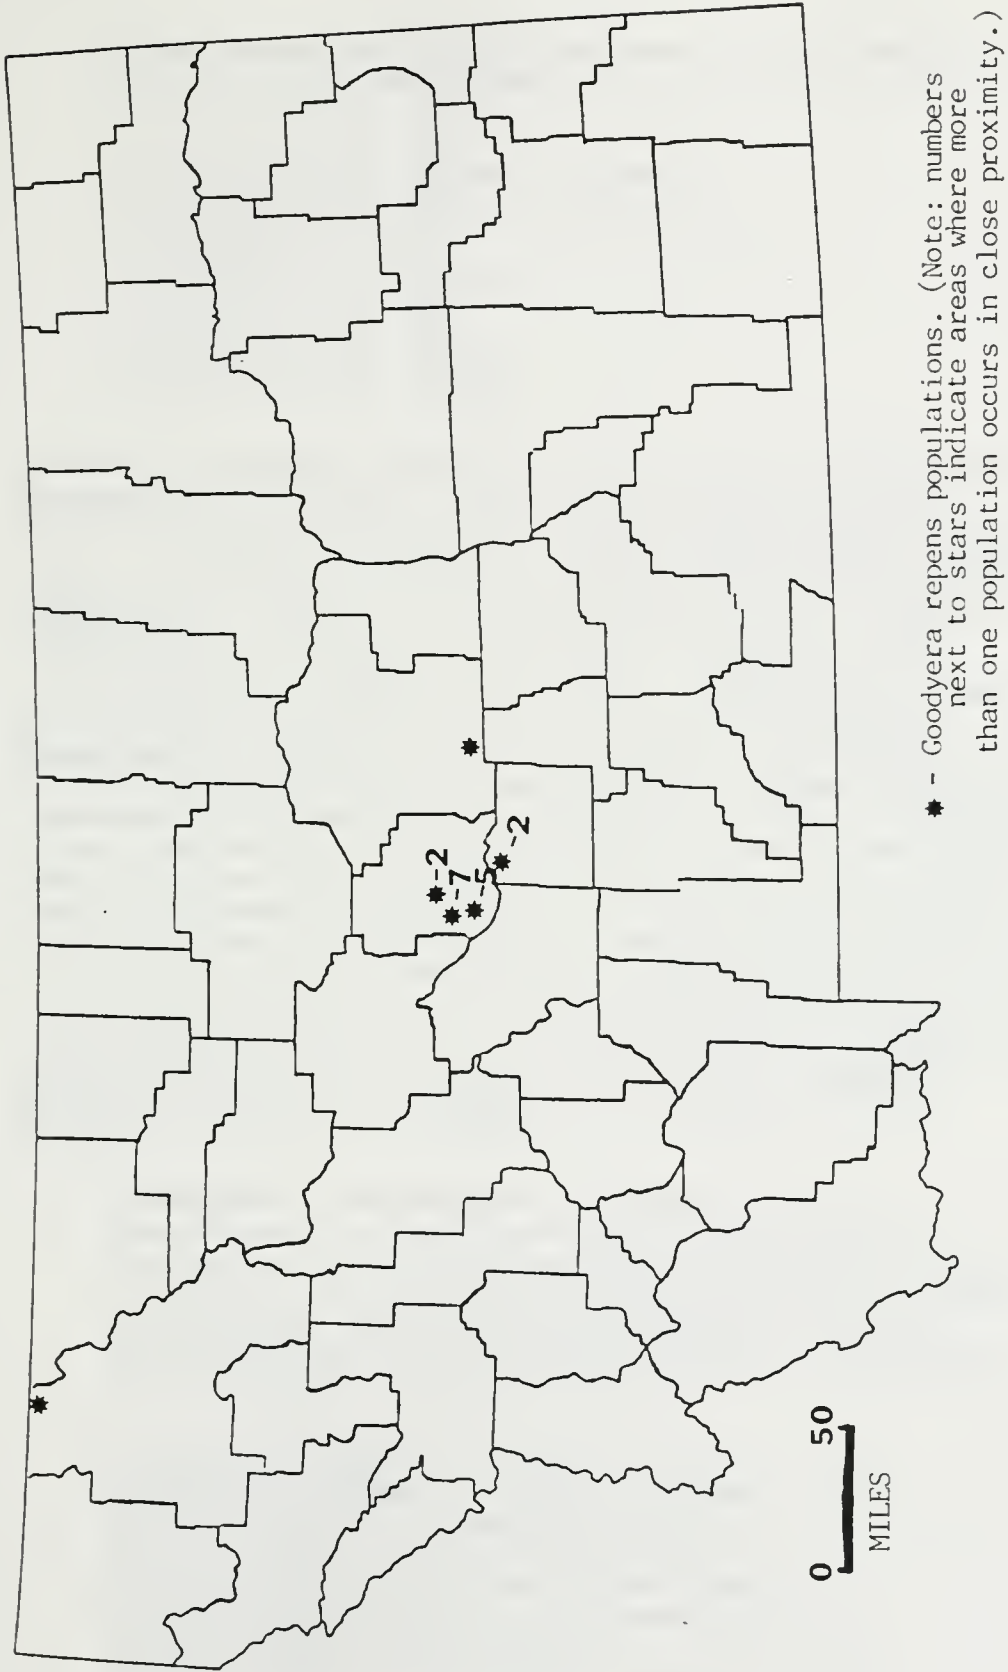 -2
-7
-5
-2
0 50
MILES
- Goodyera repens populations. (Note: numbers
next to stars indicate areas where more
than one population occurs in close proximity.)